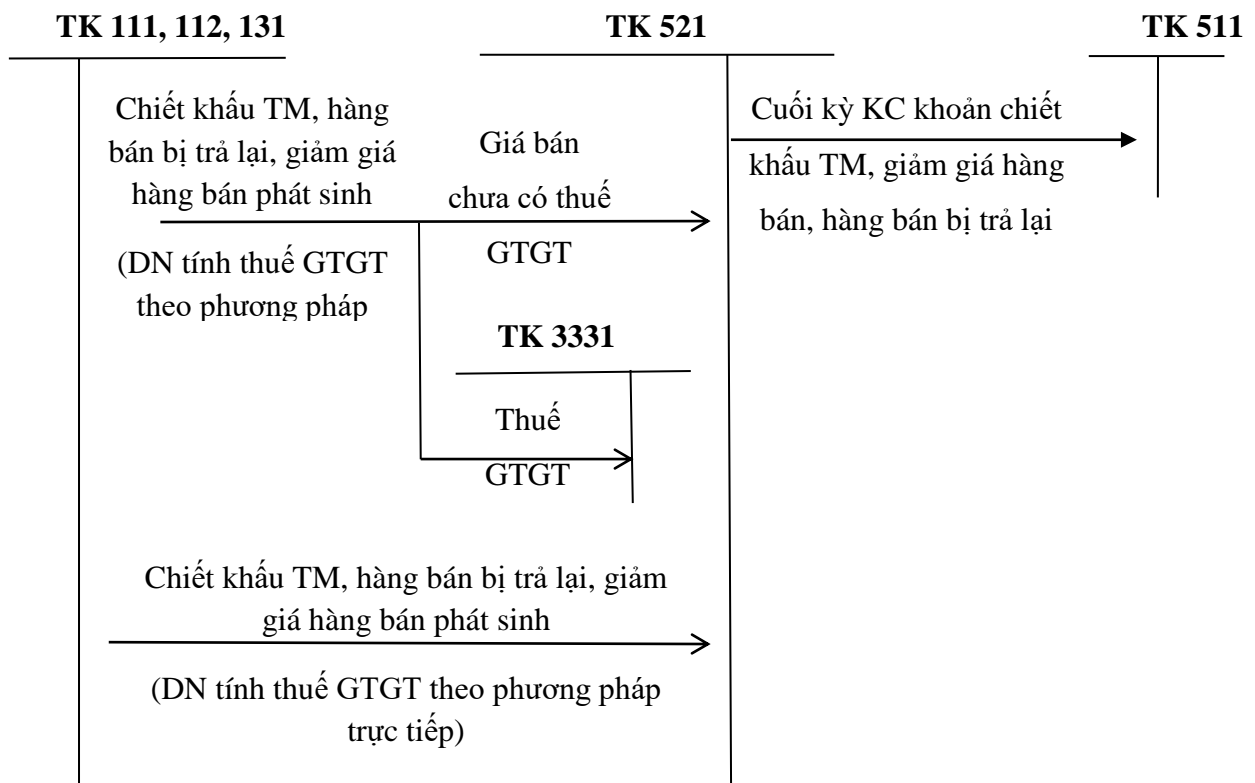 TK 111, 112, 131
TK 521
TK 511
Chiết khấu TM, hàng
bán bị trả lại, giảm giá
hàng bán phát sinh
(DN tính thuế GTGT
theo phương pháp
Giá bán
chưa có thuế
GTGT
TK 3331
Thuế
GTGT
Cuối kỳ KC khoản chiết
khấu TM, giảm giá hàng
bán, hàng bán bị trả lại
Chiết khấu TM, hàng bán bị trả lại, giảm
giá hàng bán phát sinh
(DN tính thuế GTGT theo phương pháp
trực tiếp)